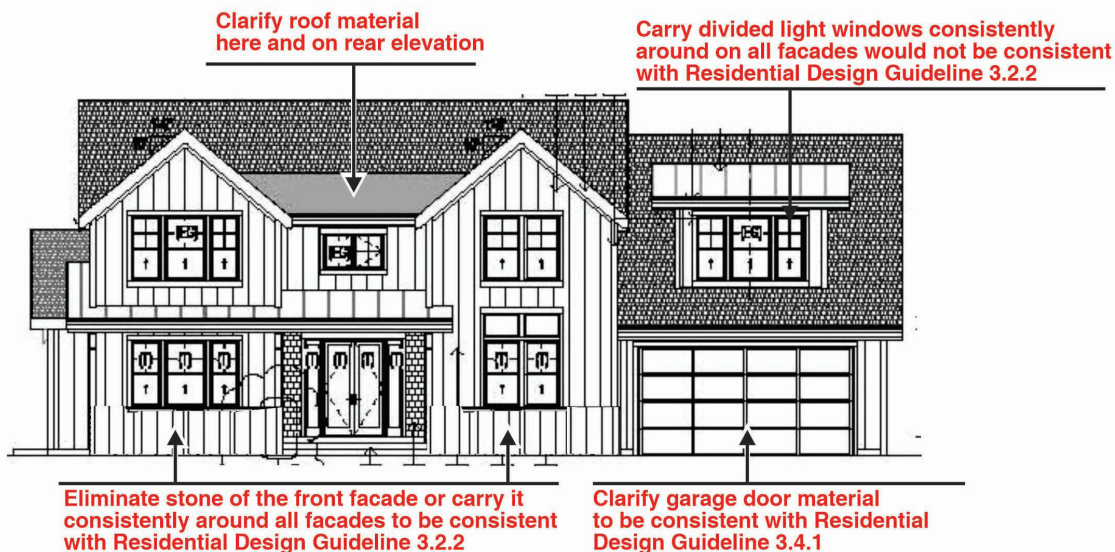 Clarify roof material
here and on rear elevation
Carry divided light windows consistently
around on all facades would not be consistent
with Residential Design Guideline 3.2.2
Eliminate stone of the front facade or carry it
consistently around all facades to be consistent
with Residential Design Guideline 3.2.2
Clarify garage door material
to be consistent with Residential
Design Guideline 3.4.1